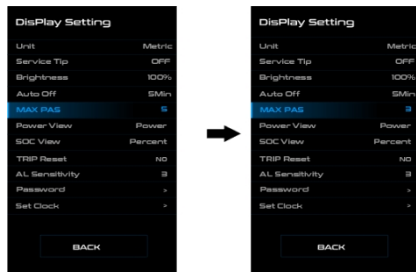 DisPlay Setting
Unit Metric
Service Tip OFF
Brightness 100%
Auto Off 5Min
MAX PAS 5
Power View Power
SOC View Percent
TRIP Reset NO
AL Sensitivity 3
Password >
Set Clock >
BACK
DisPlay Setting
Unit Metric
Service Tip OFF
Brightness 100%
Auto Off 5Min
MAX PAS 3
Power View Power
SOC View Percent
TRIP Reset NO
AL Sensitivity 3
Password >
Set Clock >
BACK